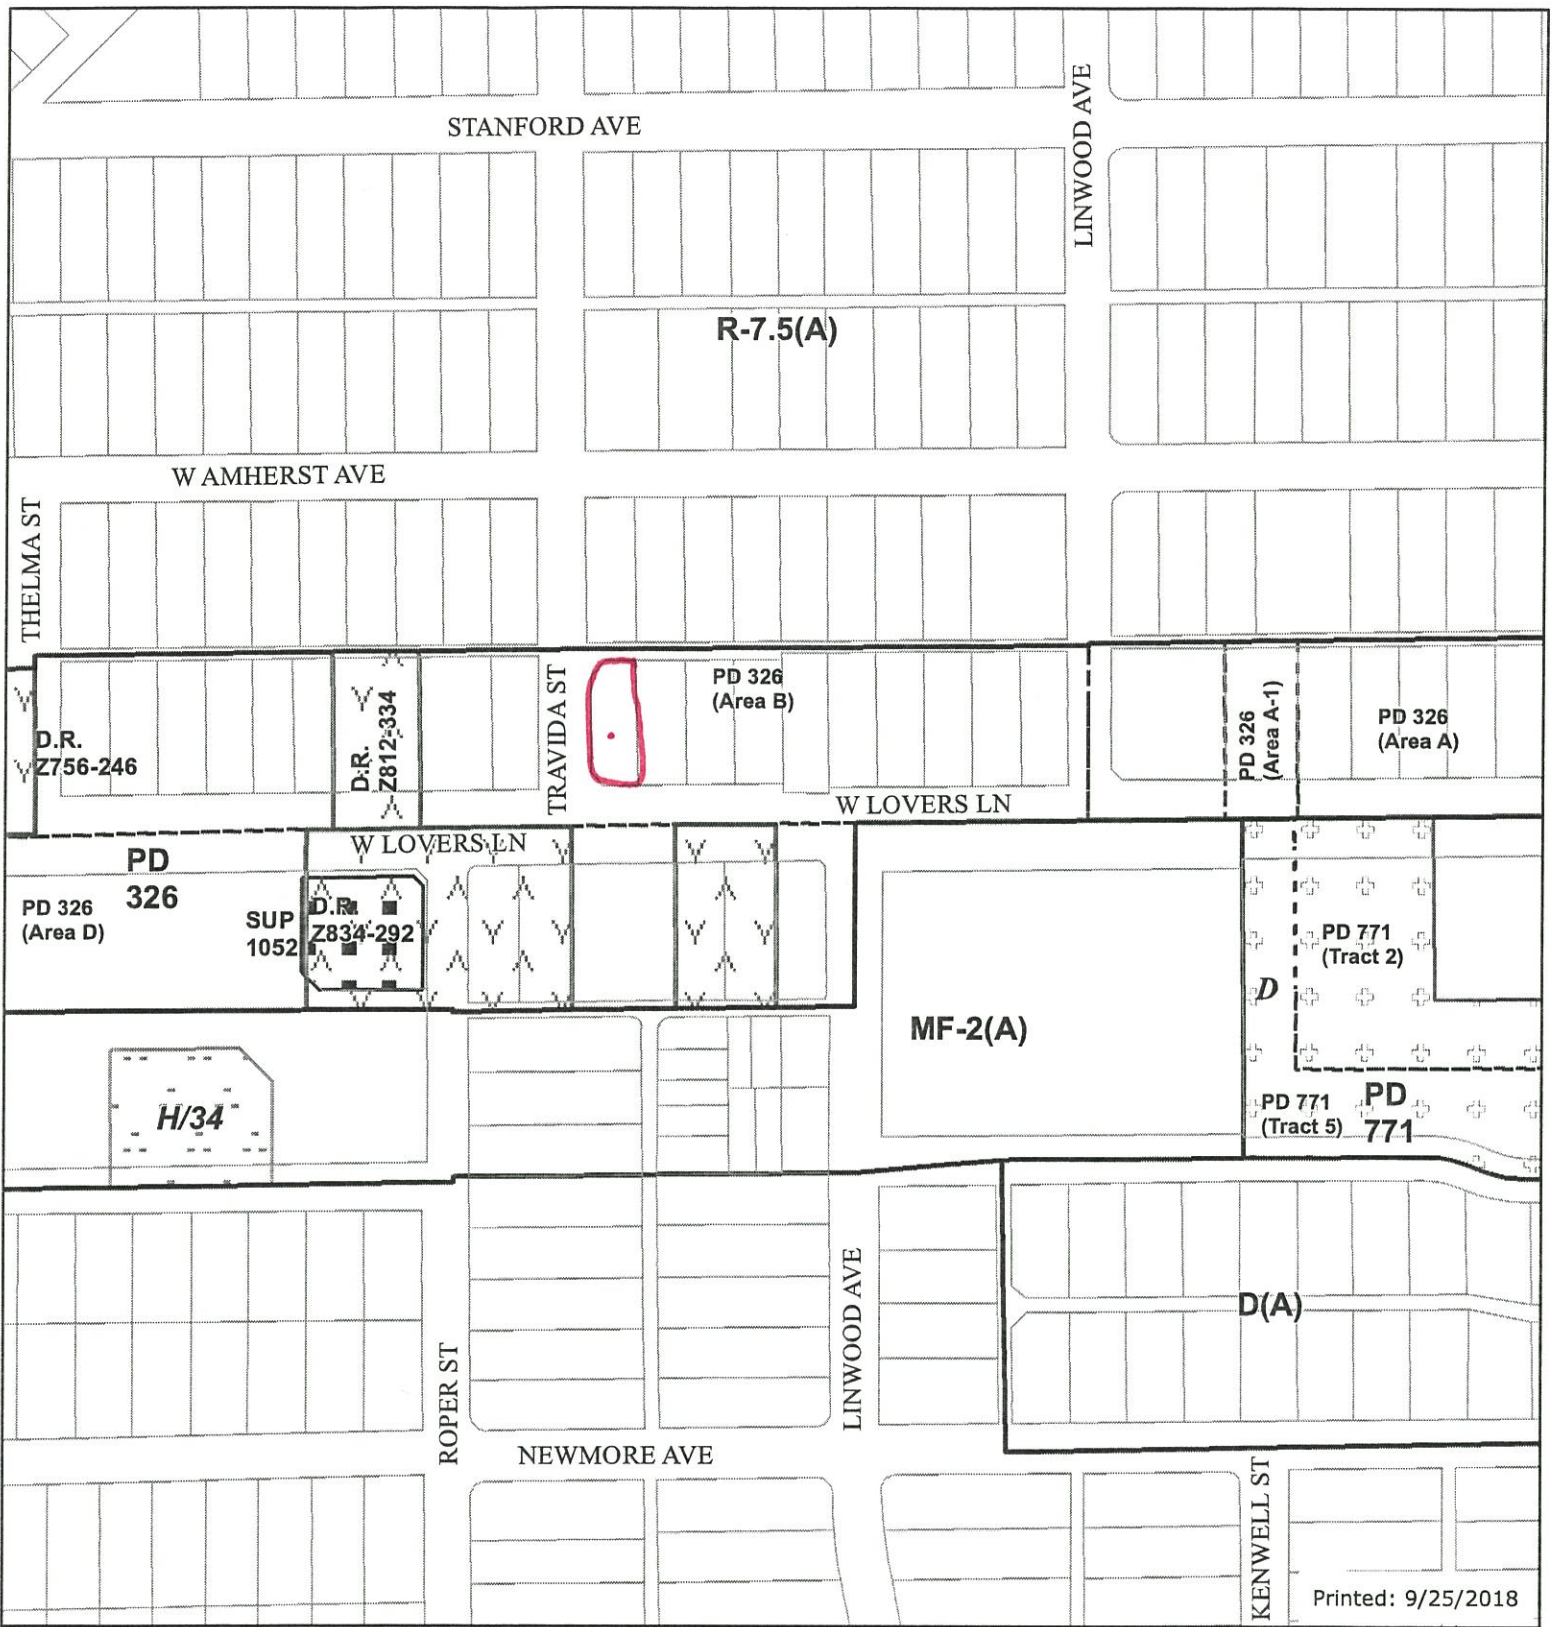 STANFORD AVE
LINWOOD AVE
R-7.5(A)
W AMHERST AVE
THELMA ST
D.R.
Z756-246
D.R.
Z812-334
TRAVIDA ST
PD 326
(Area B)
PD 326
(Area A-1)
PD 326
(Area A)
W LOVERS LN
W LOVERS LN
PD
326
PD 326
(Area D)
SUP
1052
D.R.
Z834-292
PD 771
(Tract 2)
D
MF-2(A)
H/34
PD 771
(Tract 5)
PD
771
D(A)
LINWOOD AVE
ROPER ST
NEWMORE AVE
KENWELL ST
Printed: 9/25/2018